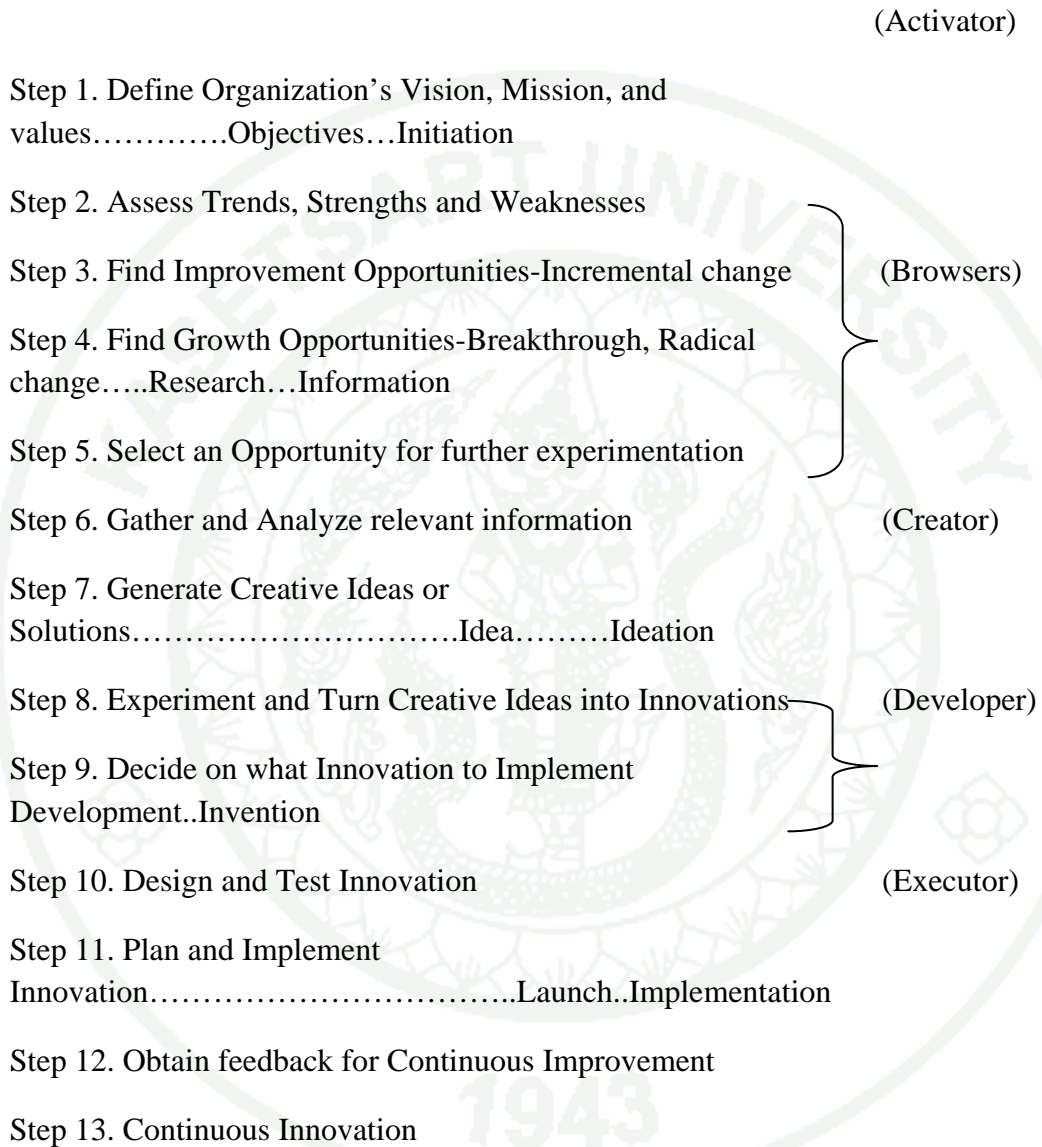 (Activator)
Step 1. Define Organization’s Vision, Mission, and
values………….Objectives…Initiation
Step 2. Assess Trends, Strengths and Weaknesses
Step 3. Find Improvement Opportunities-Incremental change (Browsers)
Step 4. Find Growth Opportunities-Breakthrough, Radical
change…..Research…Information
Step 5. Select an Opportunity for further experimentation
Step 6. Gather and Analyze relevant information (Creator)
Step 7. Generate Creative Ideas or
Solutions………………………….Idea………Ideation
Step 8. Experiment and Turn Creative Ideas into Innovations (Developer)
Step 9. Decide on what Innovation to Implement
Development..Invention
Step 10. Design and Test Innovation (Executor)
Step 11. Plan and Implement
Innovation……………………………..Launch..Implementation
Step 12. Obtain feedback for Continuous Improvement
Step 13. Continuous Innovation
KASETSART UNIVERSITY
1943